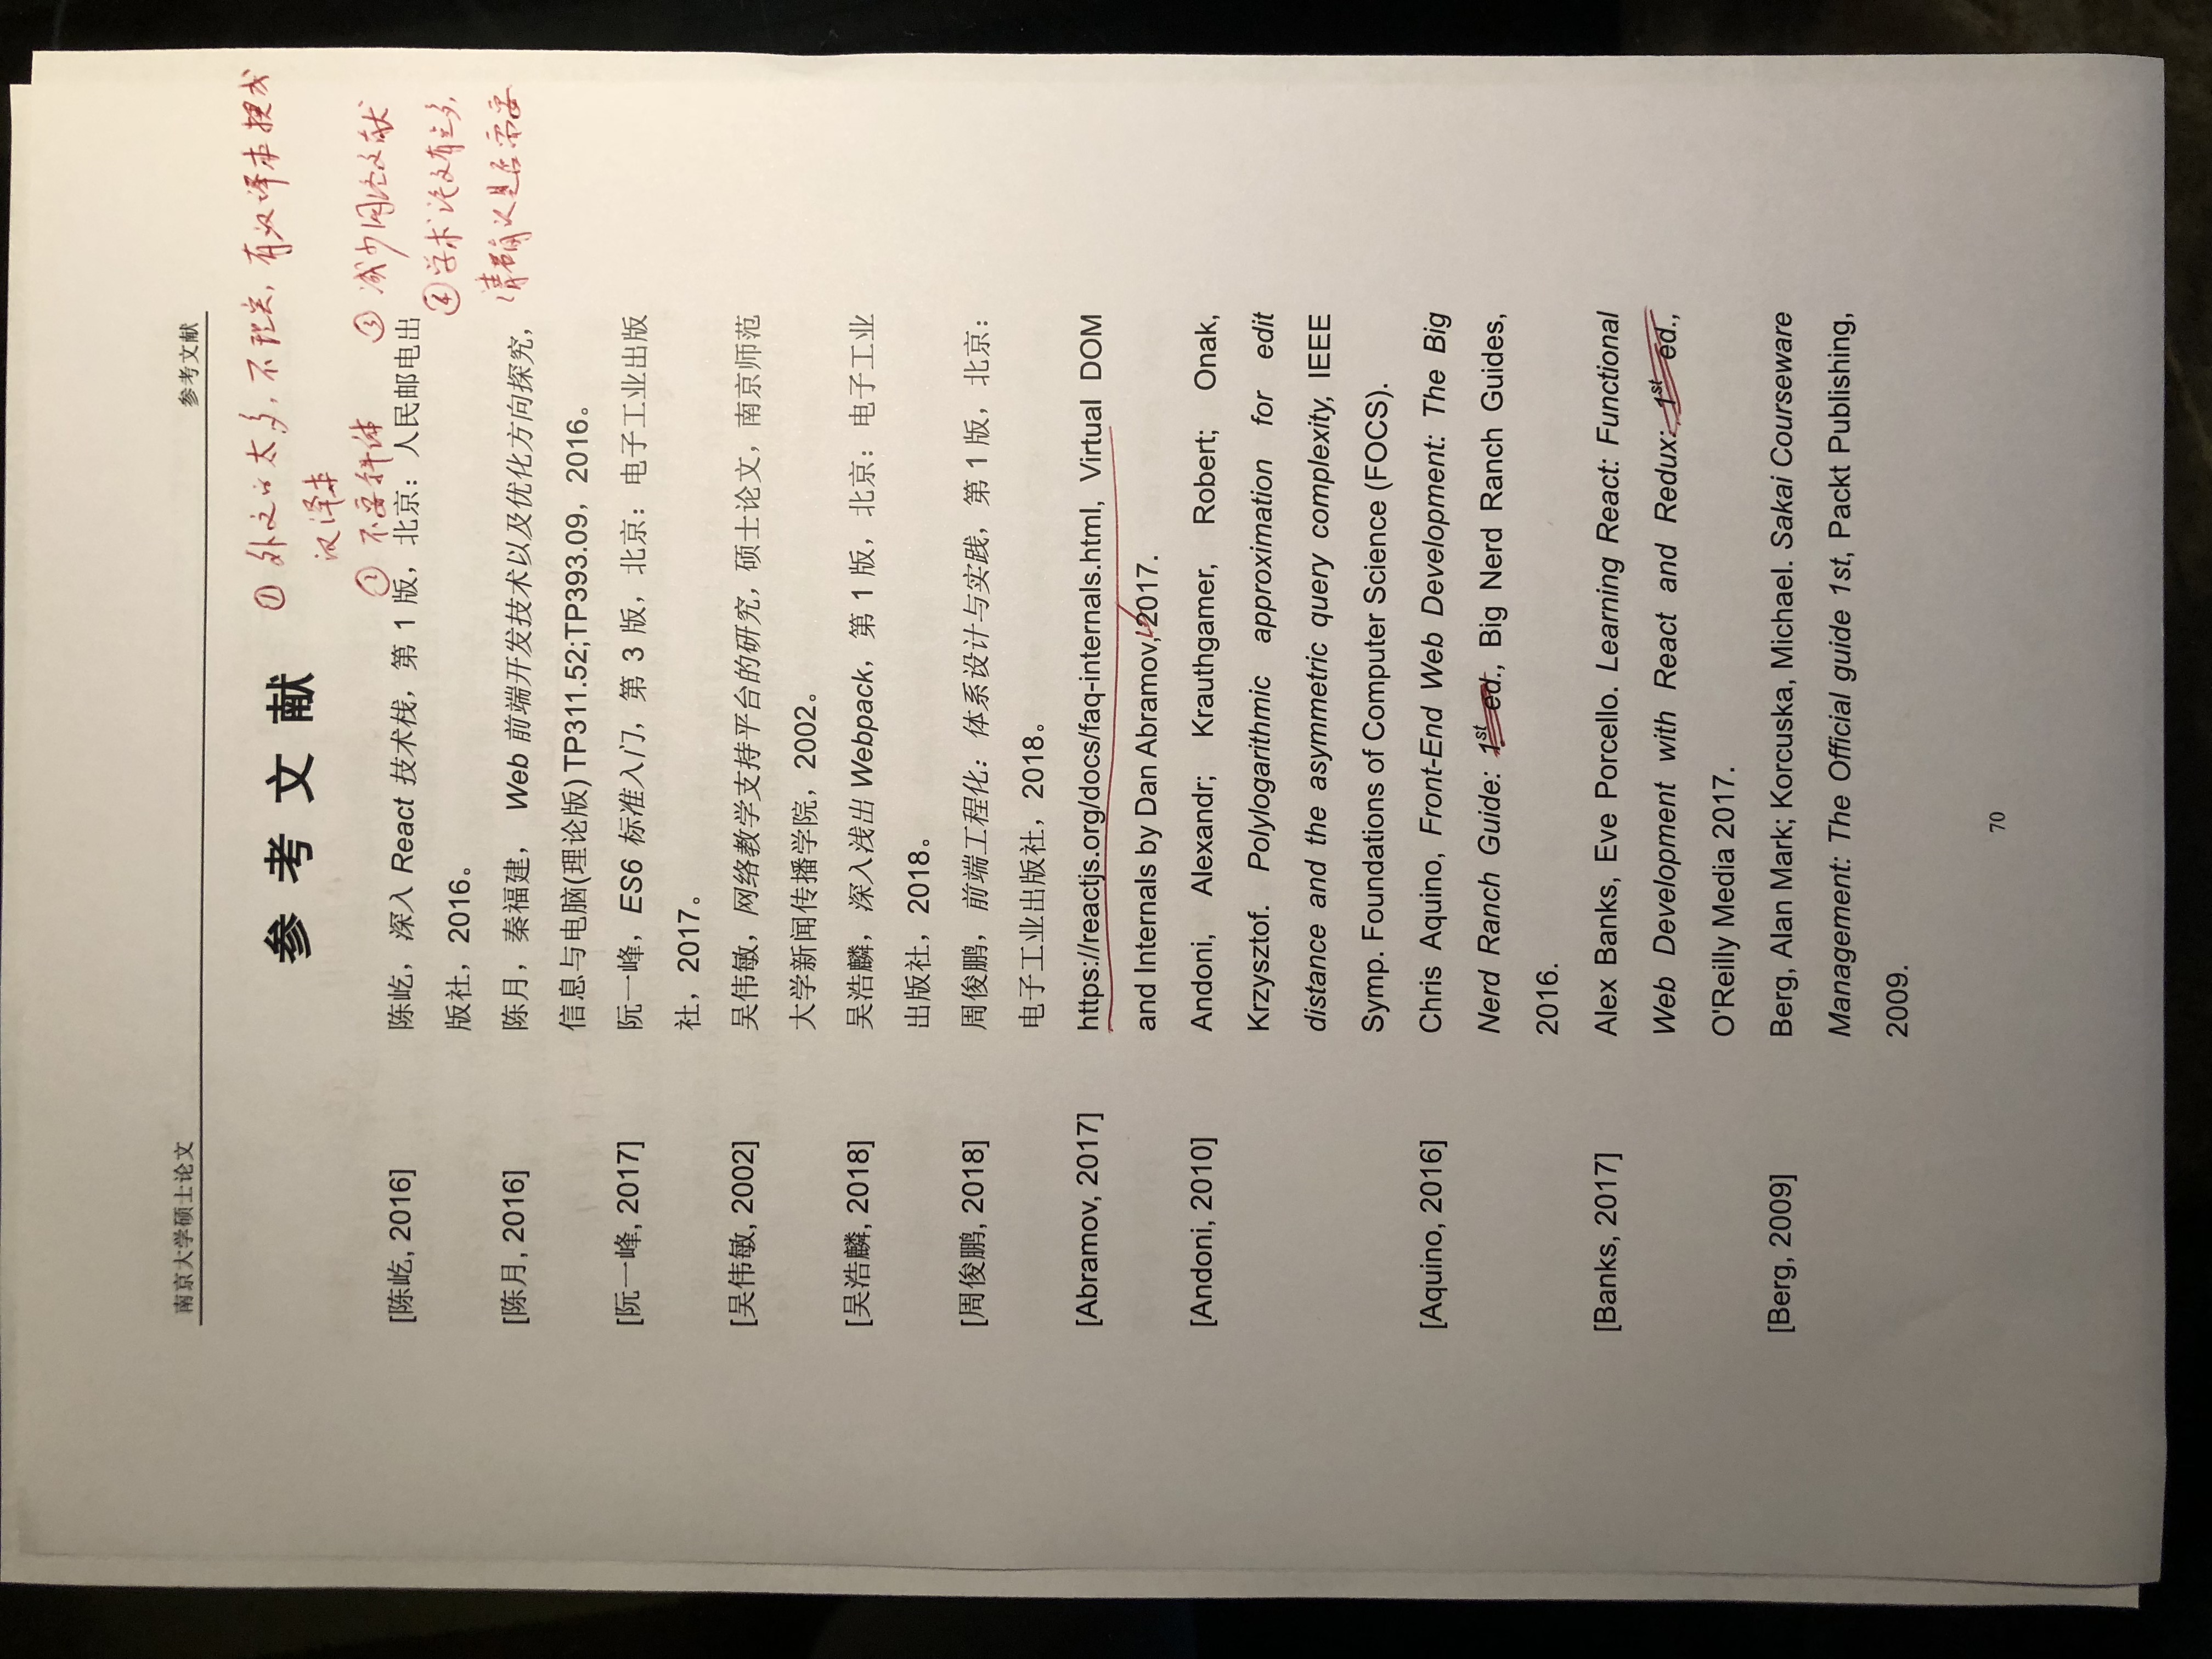 南京大学硕士论文 参考文献
参考文献
① 外文的太多，不现实，有汉译本换成
汉译本
② 不要斜体 ③ 减少网络文献
④ 学术论文有点多，
请确认是否需要
[陈屹, 2016] 陈屹，深入 React 技术栈，第 1 版，北京：人民邮电出
版社，2016。
[陈月, 2016] 陈月，秦福建， Web 前端开发技术以及优化方向探究，
信息与电脑(理论版) TP311.52;TP393.09，2016。
[阮一峰, 2017] 阮一峰，ES6 标准入门，第 3 版，北京：电子工业出版
社，2017。
[吴伟敏, 2002] 吴伟敏，网络教学支持平台的研究，硕士论文，南京师范
大学新闻传播学院，2002。
[吴浩麟, 2018] 吴浩麟，深入浅出 Webpack，第 1 版，北京：电子工业
出版社，2018。
[周俊鹏, 2018] 周俊鹏，前端工程化：体系设计与实践，第 1 版，北京：
电子工业出版社，2018。
[Abramov, 2017] https://reactjs.org/docs/faq-internals.html, Virtual DOM
and Internals by Dan Abramov, 2017.
[Andoni, 2010] Andoni, Alexandr; Krauthgamer, Robert; Onak,
Krzysztof. Polylogarithmic approximation for edit
distance and the asymmetric query complexity, IEEE
Symp. Foundations of Computer Science (FOCS).
[Aquino, 2016] Chris Aquino, Front-End Web Development: The Big
Nerd Ranch Guide: 1st ed., Big Nerd Ranch Guides,
2016.
[Banks, 2017] Alex Banks, Eve Porcello. Learning React: Functional
Web Development with React and Redux: 1st ed.,
O'Reilly Media 2017.
[Berg, 2009] Berg, Alan Mark; Korcuska, Michael. Sakai Courseware
Management: The Official guide 1st, Packt Publishing,
2009.
70